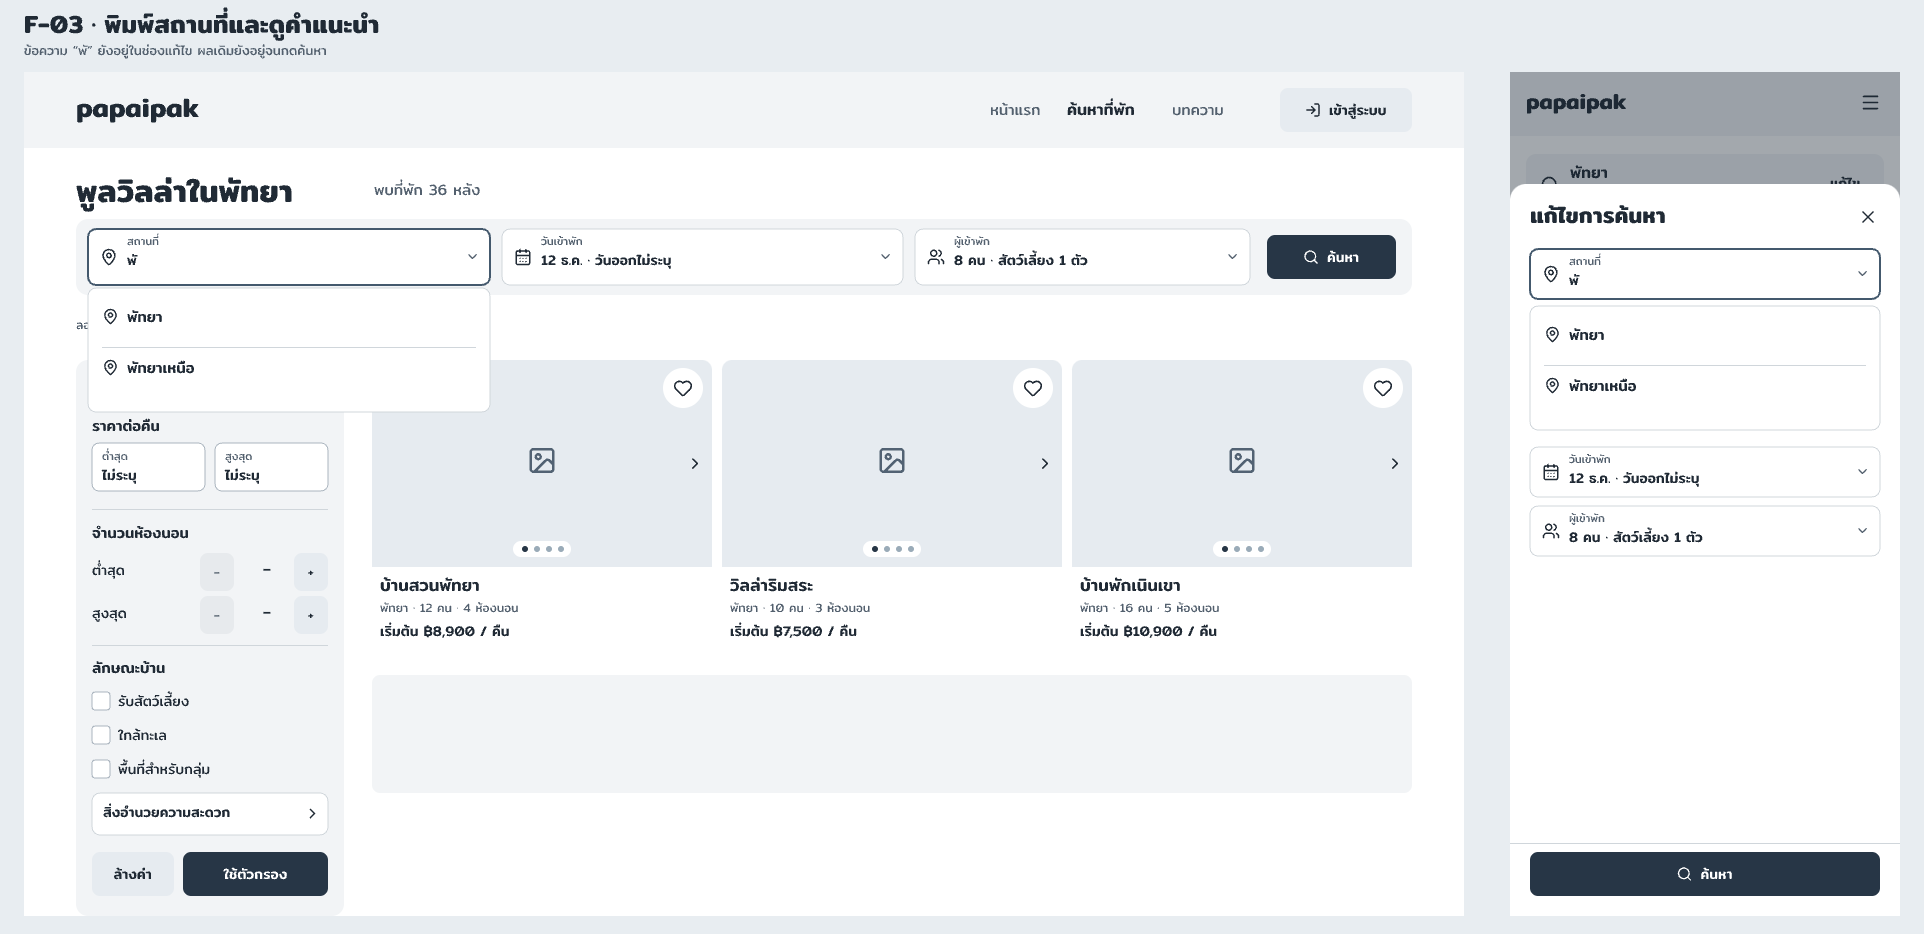 F-03 · พิมพ์สถานที่และดูคำแนะนำ
ข้อความ “พั” ยังอยู่ในช่องแก้ไข ผลเดิมยังอยู่จนกดค้นหา
papaipak
หน้าแรก
ค้นหาที่พัก
บทความ
เข้าสู่ระบบ
พูลวิลล่าในพัทยา
พบที่พัก 36 หลัง
สถานที่
พั
วันเข้าพัก
12 ธ.ค. · วันออกไม่ระบุ
ผู้เข้าพัก
8 คน · สัตว์เลี้ยง 1 ตัว
ค้นหา
พัทยา
พัทยาเหนือ
ราคาต่อคืน
ต่ำสุด
ไม่ระบุ
สูงสุด
ไม่ระบุ
จำนวนห้องนอน
ต่ำสุด
- – +
สูงสุด
- – +
ลักษณะบ้าน
รับสัตว์เลี้ยง
ใกล้ทะเล
พื้นที่สำหรับกลุ่ม
สิ่งอำนวยความสะดวก
ล้างค่า
ใช้ตัวกรอง
บ้านสวนพัทยา
พัทยา · 12 คน · 4 ห้องนอน
เริ่มต้น ฿8,900 / คืน
วิลล่าริมสระ
พัทยา · 10 คน · 3 ห้องนอน
เริ่มต้น ฿7,500 / คืน
บ้านพักเนินเขา
พัทยา · 16 คน · 5 ห้องนอน
เริ่มต้น ฿10,900 / คืน
papaipak
พัทยา
แก้ไข
แก้ไขการค้นหา
สถานที่
พั
พัทยา
พัทยาเหนือ
วันเข้าพัก
12 ธ.ค. · วันออกไม่ระบุ
ผู้เข้าพัก
8 คน · สัตว์เลี้ยง 1 ตัว
ค้นหา